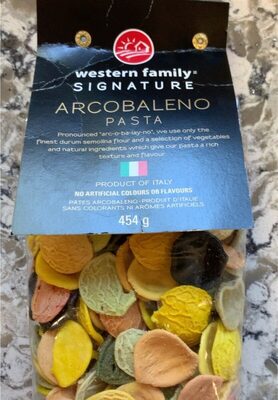 western family®
SIGNATURE
ARCOBALENO
PASTA
Pronounced 'arc-o-ba-lay-no', we use only the
finest durum semolina flour and a selection of vegetables
and natural ingredients which give our pasta a rich
texture and flavour.
PRODUCT OF ITALY
NO ARTIFICIAL COLOURS OR FLAVOURS
PÂTES ARCOBALENO • PRODUIT D'ITALIE
SANS COLORANTS NI ARÔMES ARTIFICIELS
454 g